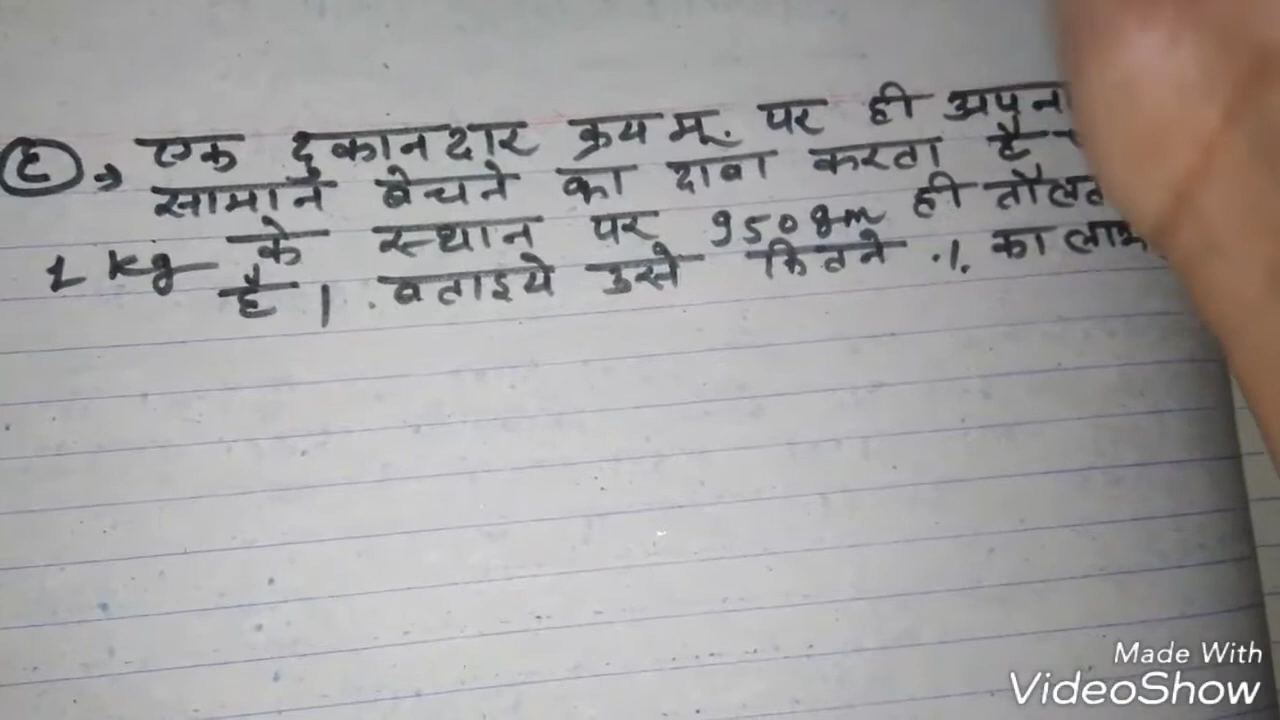 एक दुकानदार क्रय मू. पर ही अपन
सामान बेचने का दावा करता है
1 kg के स्थान पर 950 gm ही तौलत
है । बताइये उसे कितने % का लाभ
Made With
VideoShow